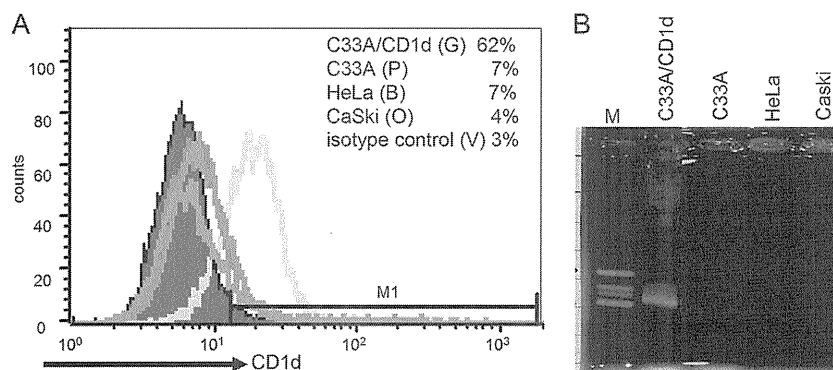 A
C33A/CD1d (G) 62%
C33A (P) 7%
HeLa (B) 7%
CaSki (O) 4%
isotype control (V) 3%
100
80
60
40
20
0
counts
M1
10⁰ 10¹ 10² 10³
CD1d
B
M
C33A/CD1d
C33A
HeLa
Caski